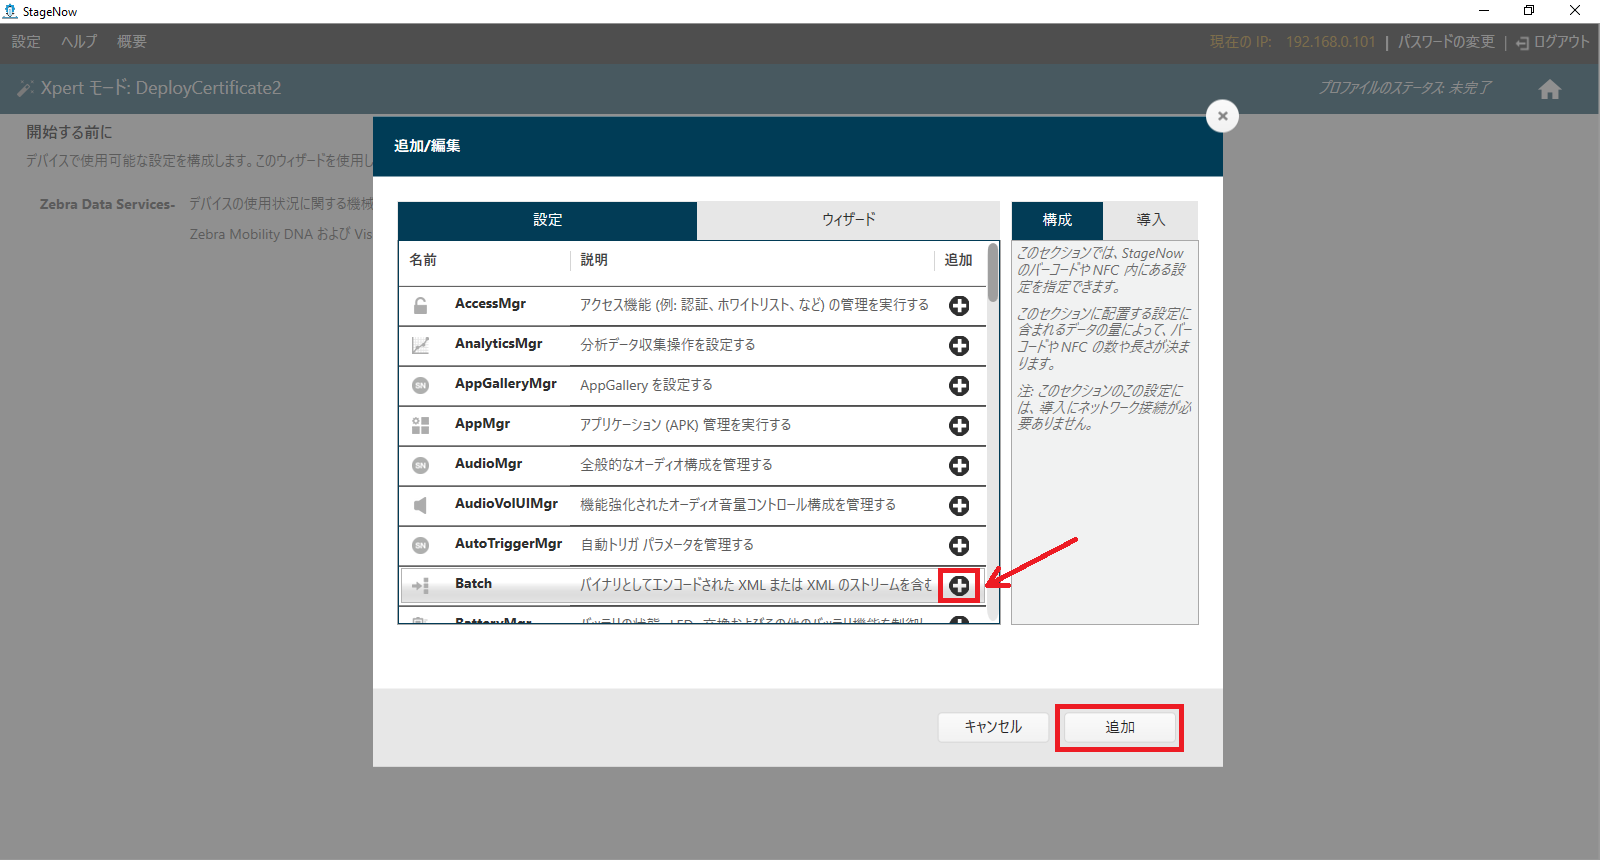 StageNow
設定 ヘルプ 概要
現在の IP: 192.168.0.101 | パスワードの変更 | ログアウト
Xpert モード: DeployCertificate2
プロファイルのステータス: 未完了
開始する前に
デバイスで使用可能な設定を構成します。このウィザードを使用し
Zebra Data Services- デバイスの使用状況に関する機械
Zebra Mobility DNA および Vis
追加/編集
設定 ウィザード
名前 説明 追加
AccessMgr アクセス機能 (例: 認証、ホワイトリスト、など) の管理を実行する
AnalyticsMgr 分析データ収集操作を設定する
SN AppGalleryMgr AppGallery を設定する
AppMgr アプリケーション (APK) 管理を実行する
SN AudioMgr 全般的なオーディオ構成を管理する
AudioVolUIMgr 機能強化されたオーディオ音量コントロール構成を管理する
SN AutoTriggerMgr 自動トリガ パラメータを管理する
Batch バイナリとしてエンコードされた XML または XML のストリームを含む
BatteryMgr
構成 導入
このセクションでは、StageNow
のバーコードや NFC 内にある設
定を指定できます。
このセクションに配置する設定に
含まれるデータの量によって、バー
コードや NFC の数や長さが決ま
ります。
注: このセクションのこの設定に
は、導入にネットワーク接続が必
要ありません。
キャンセル 追加